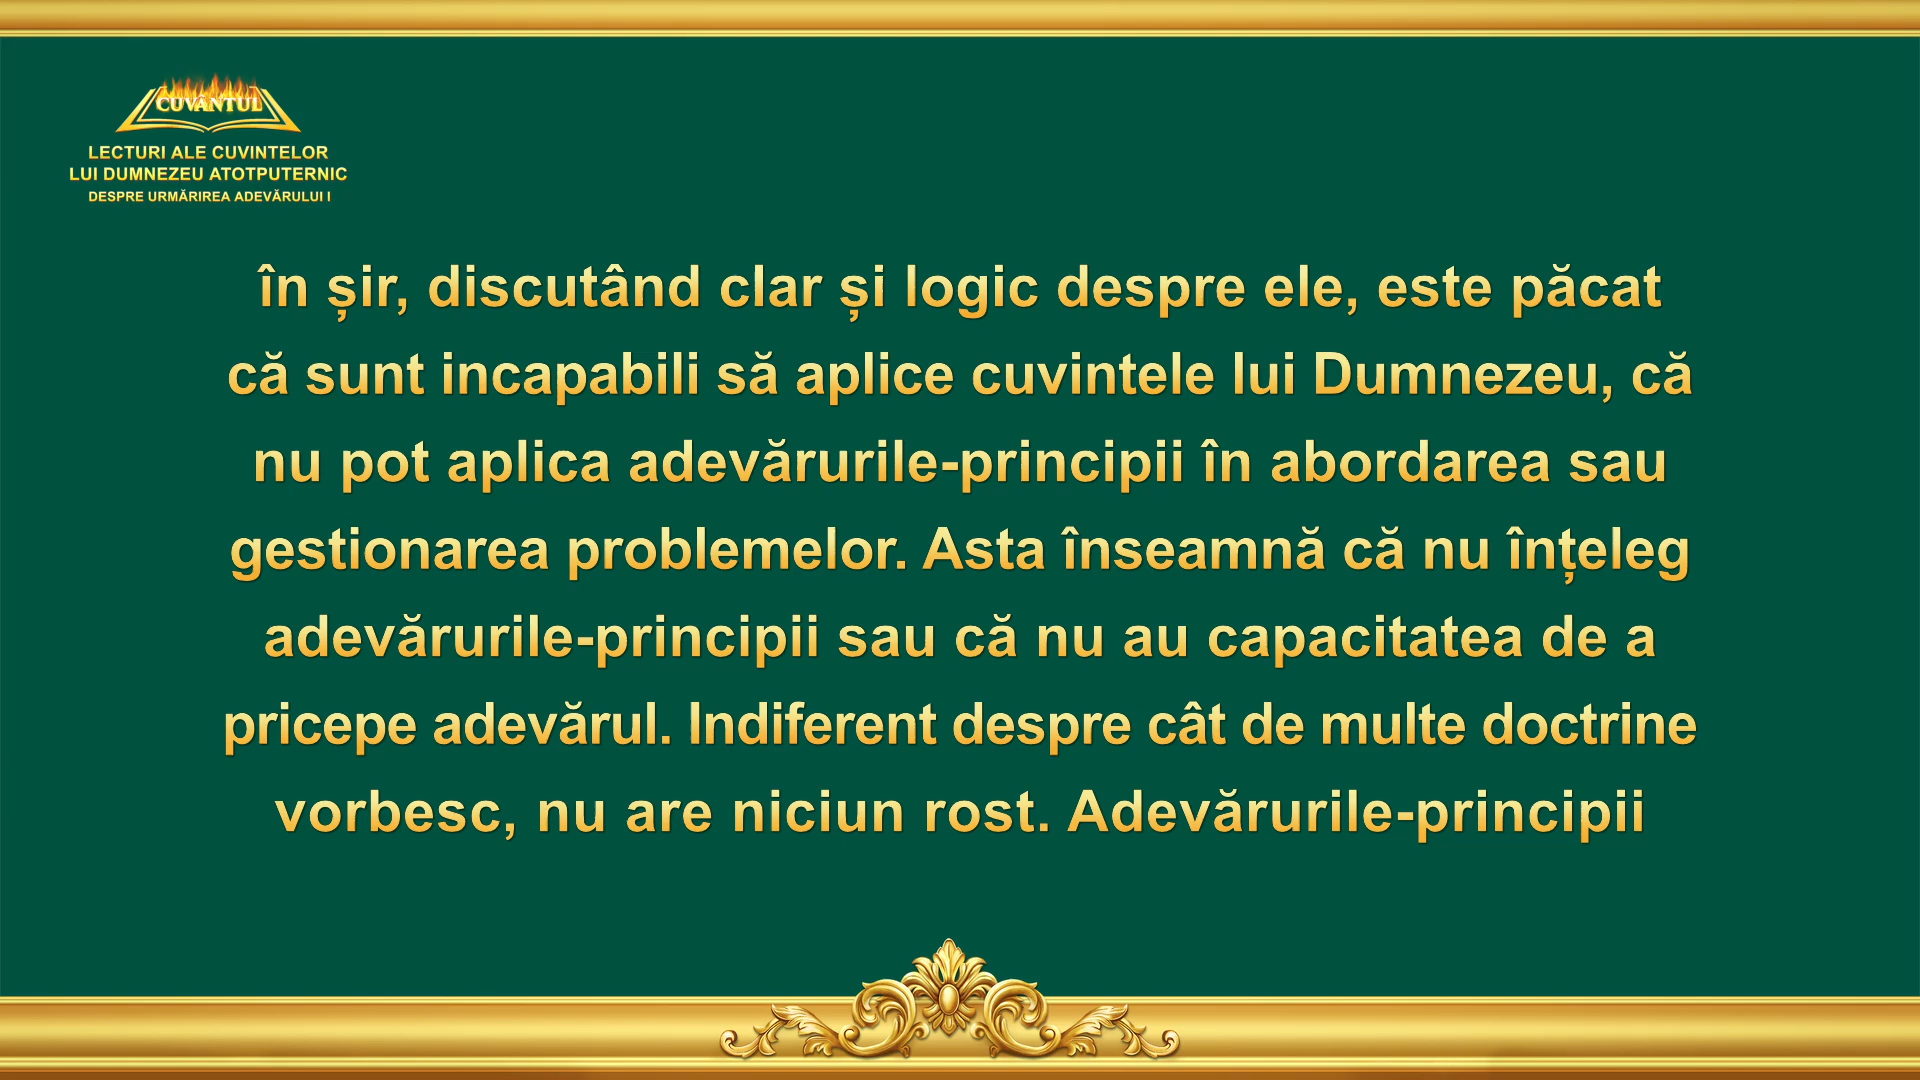 CUVÂNTUL
LECTURI ALE CUVINTELOR
LUI DUMNEZEU ATOTPUTERNIC
DESPRE URMĂRIREA ADEVĂRULUI I
în șir, discutând clar și logic despre ele, este păcat
că sunt incapabili să aplice cuvintele lui Dumnezeu, că
nu pot aplica adevărurile-principii în abordarea sau
gestionarea problemelor. Asta înseamnă că nu înțeleg
adevărurile-principii sau că nu au capacitatea de a
pricepe adevărul. Indiferent despre cât de multe doctrine
vorbesc, nu are niciun rost. Adevărurile-principii